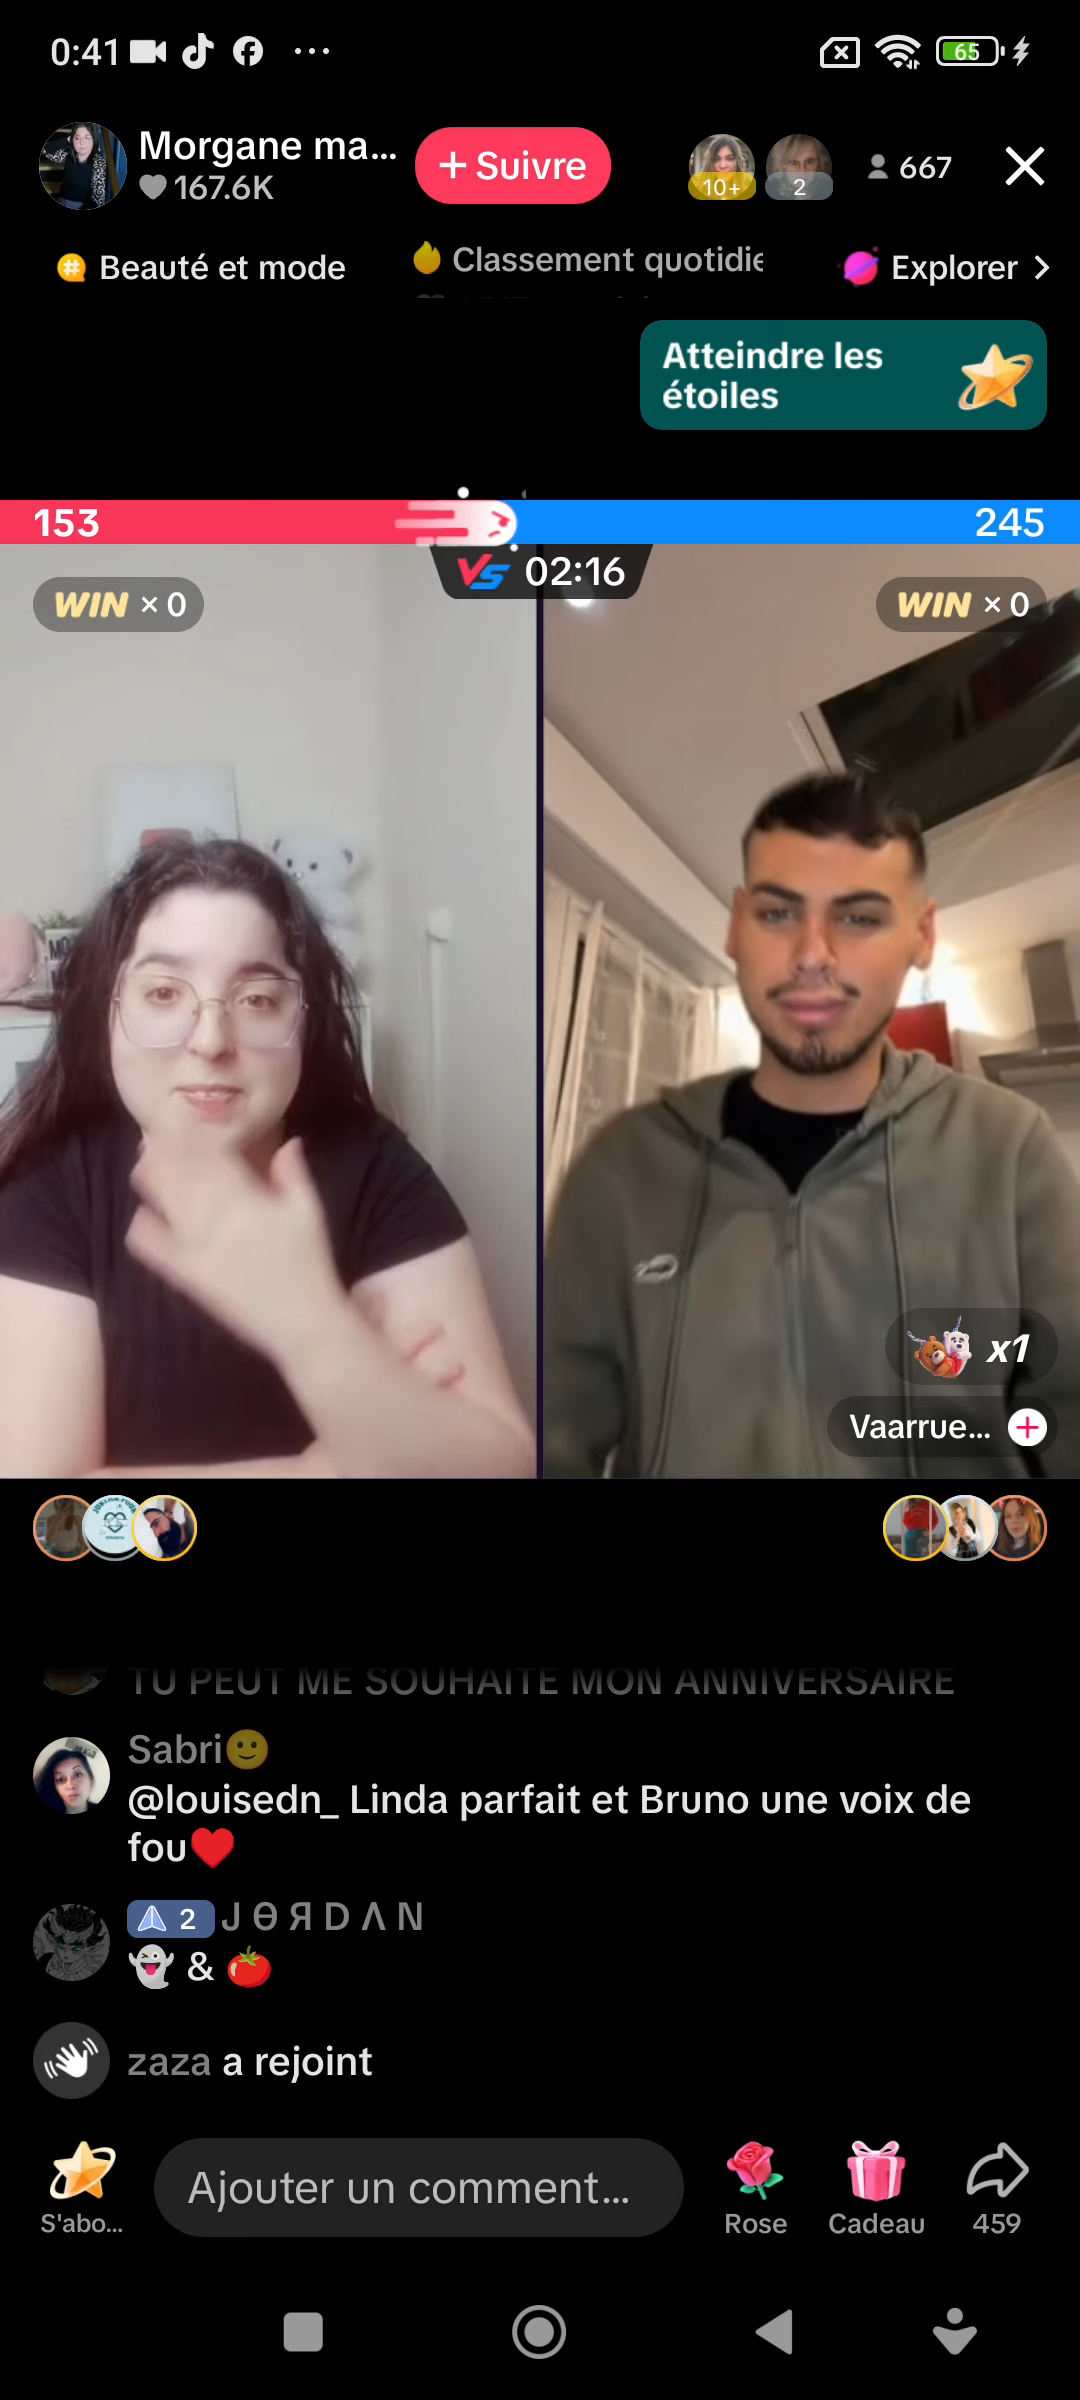 0:41
65
Morgane ma...
167.6K
+ Suivre
10+
2
667
Beauté et mode
Classement quotidie
Explorer >
Atteindre les
étoiles
153
245
VS 02:16
WIN × 0
WIN × 0
x1
Vaarrue...
TU PEUT ME SOUHAITE MON ANNIVERSAIRE
Sabri🙂
@louisedn_ Linda parfait et Bruno une voix de
fou♥️
2 J Ө Я D Λ N
👻 & 🍅
zaza a rejoint
S'abo...
Ajouter un comment...
Rose
Cadeau
459